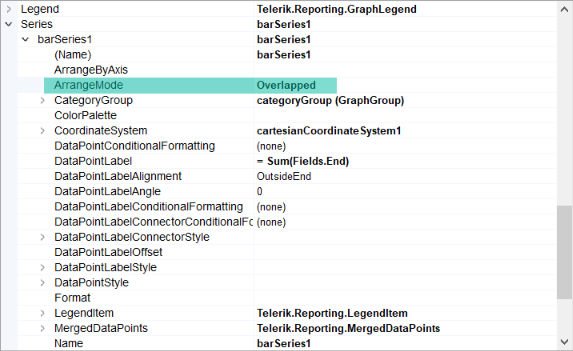 Legend Telerik.Reporting.GraphLegend
Series barSeries1
barSeries1 barSeries1
(Name) barSeries1
ArrangeByAxis
ArrangeMode Overlapped
CategoryGroup categoryGroup (GraphGroup)
ColorPalette
CoordinateSystem cartesianCoordinateSystem1
DataPointConditionalFormatting (none)
DataPointLabel = Sum(Fields.End)
DataPointLabelAlignment OutsideEnd
DataPointLabelAngle 0
DataPointLabelConditionalFormatting (none)
DataPointLabelConnectorConditionalFo (none)
DataPointLabelConnectorStyle
DataPointLabelOffset
DataPointLabelStyle
DataPointStyle
Format
LegendItem Telerik.Reporting.LegendItem
MergedDataPoints Telerik.Reporting.MergedDataPoints
Name barSeries1